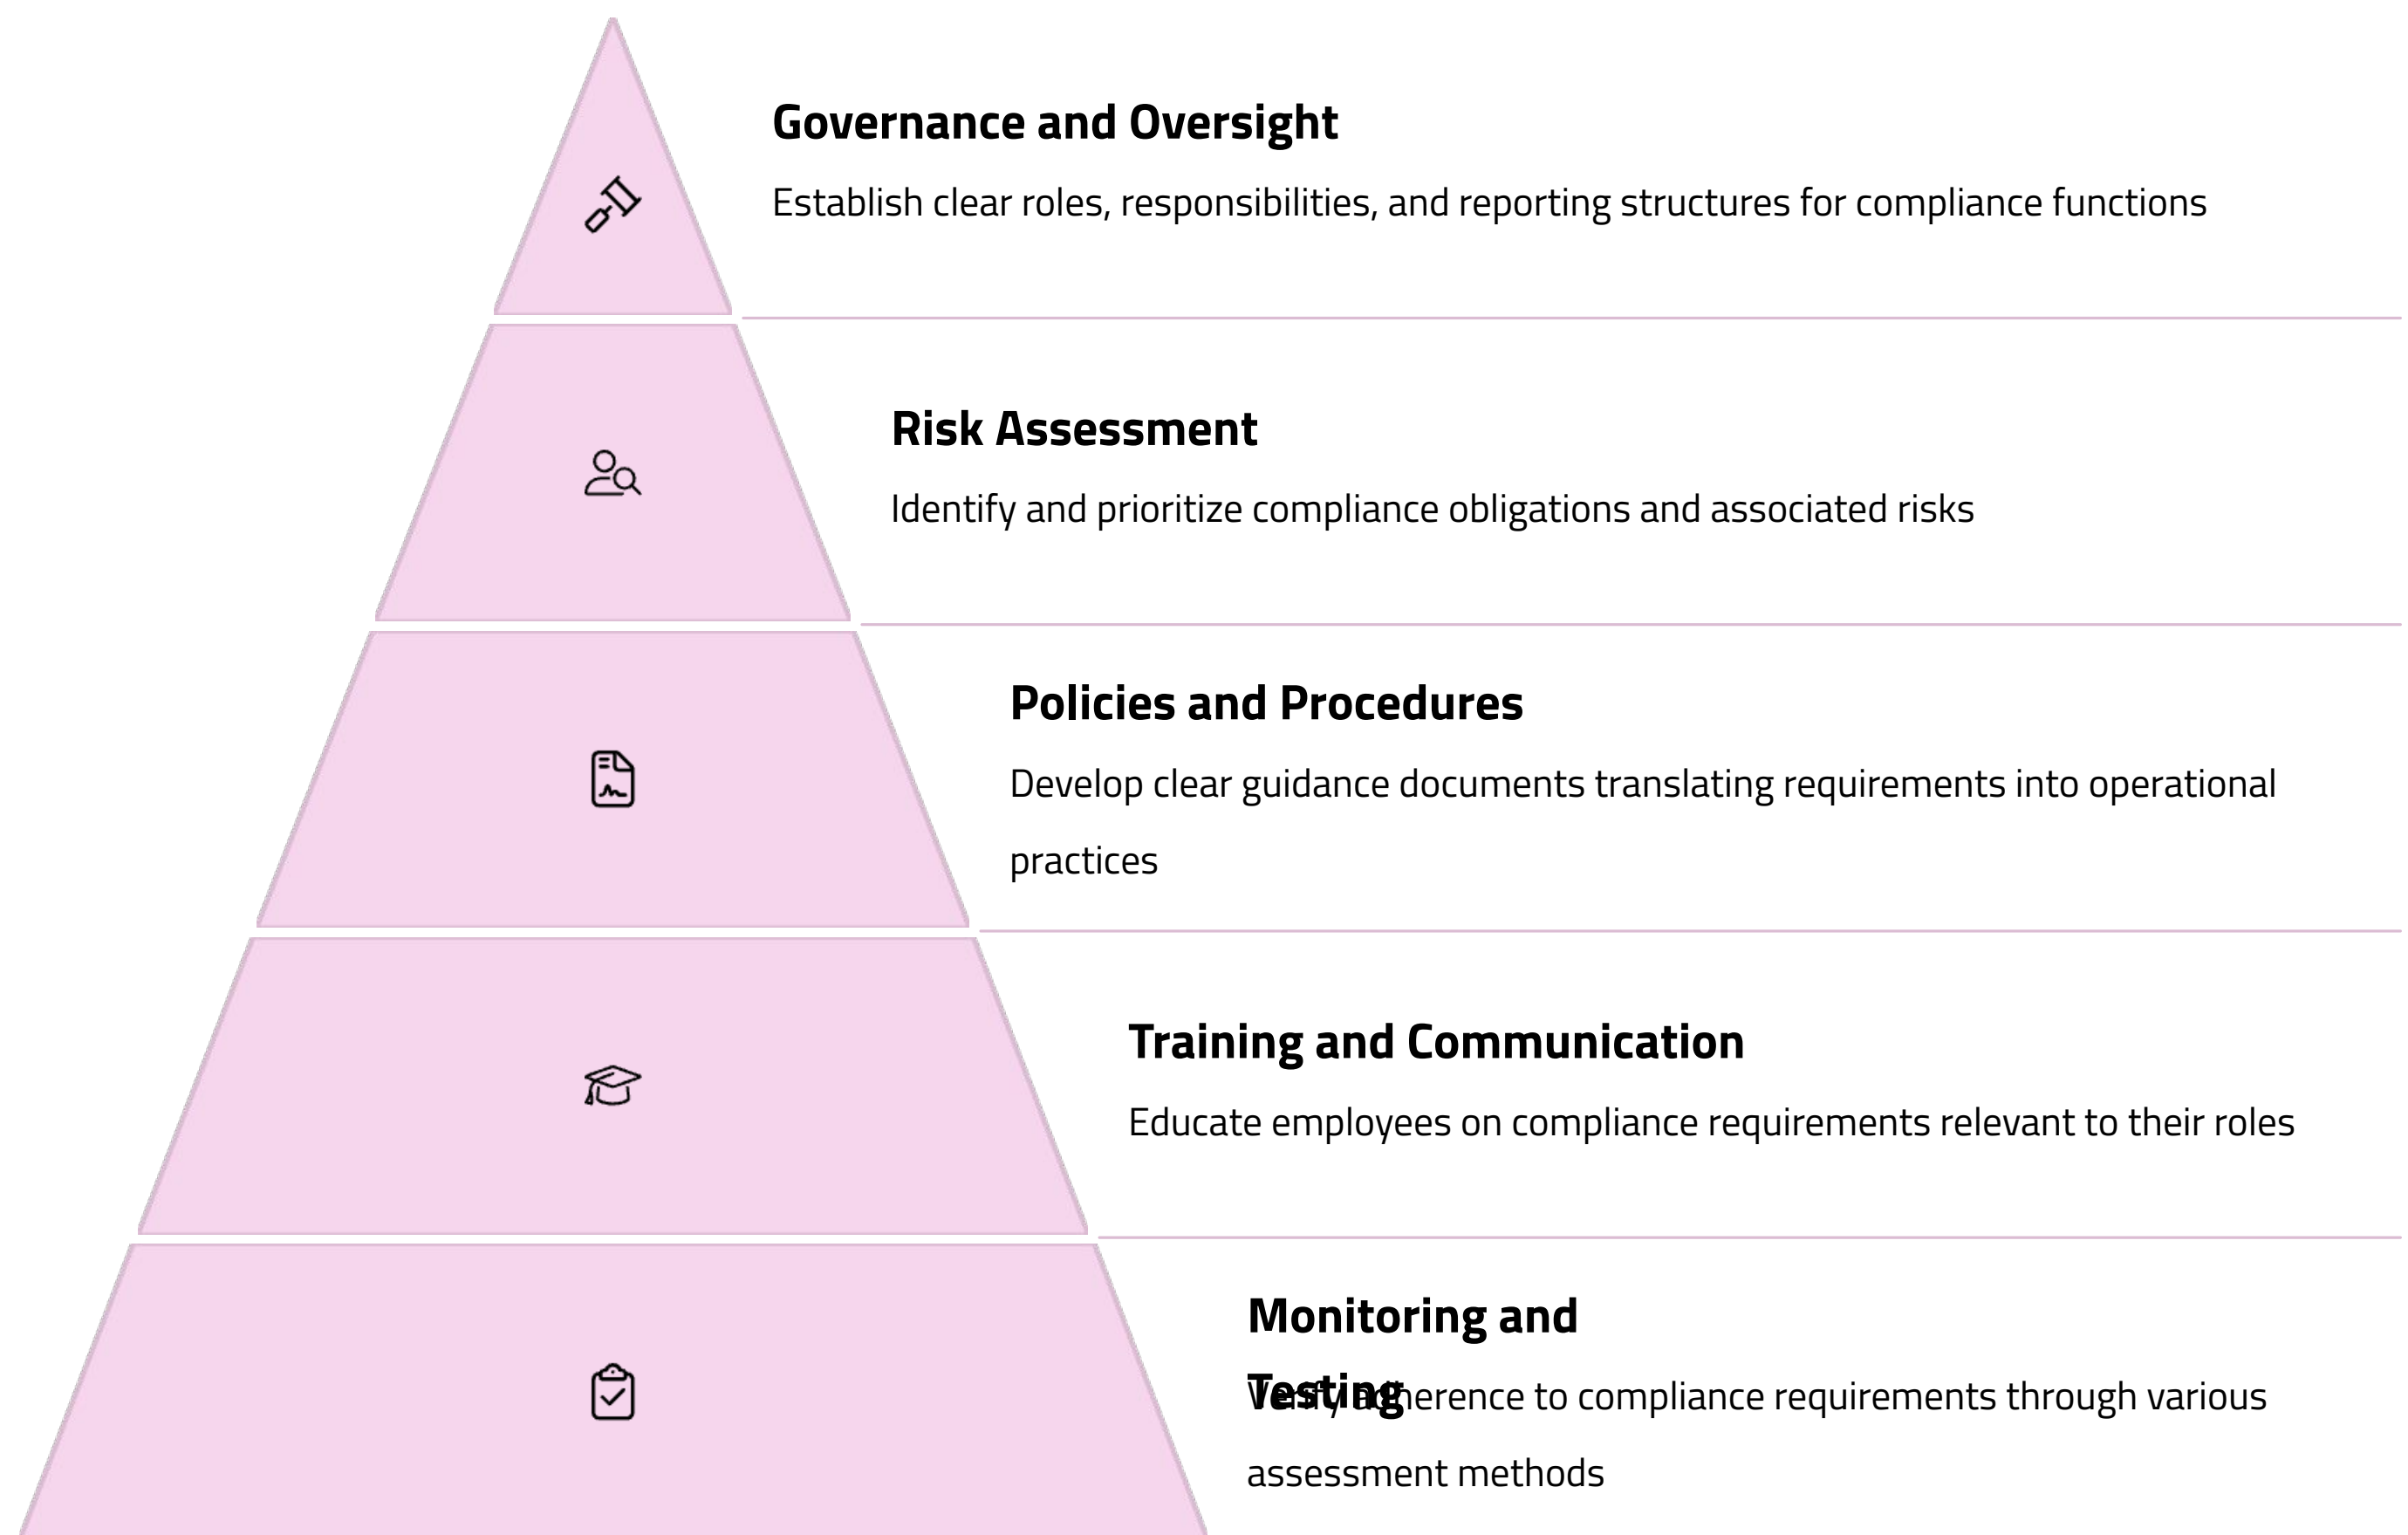 Governance and Oversight
Establish clear roles, responsibilities, and reporting structures for compliance functions
Risk Assessment
Identify and prioritize compliance obligations and associated risks
Policies and Procedures
Develop clear guidance documents translating requirements into operational
practices
Training and Communication
Educate employees on compliance requirements relevant to their roles
Monitoring and
Testing
Verify adherence to compliance requirements through various
assessment methods